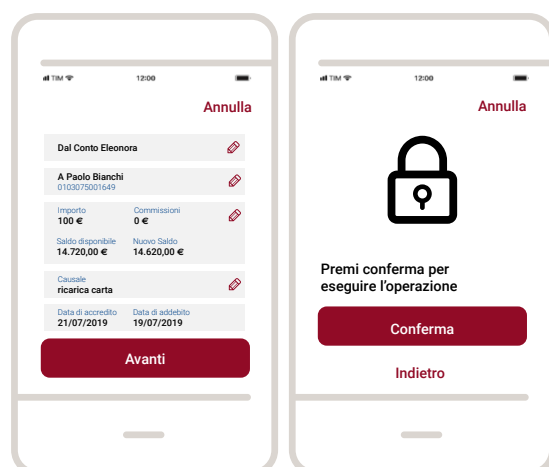 TIM 12:00
Annulla
Dal Conto Eleonora
A Paolo Bianchi
0103075001649
Importo Commissioni
100 € 0 €
Saldo disponibile Nuovo Saldo
14.720,00 € 14.620,00 €
Causale
ricarica carta
Data di accredito Data di addebito
21/07/2019 19/07/2019
Avanti
TIM 12:00
Annulla
Premi conferma per
eseguire l'operazione
Conferma
Indietro